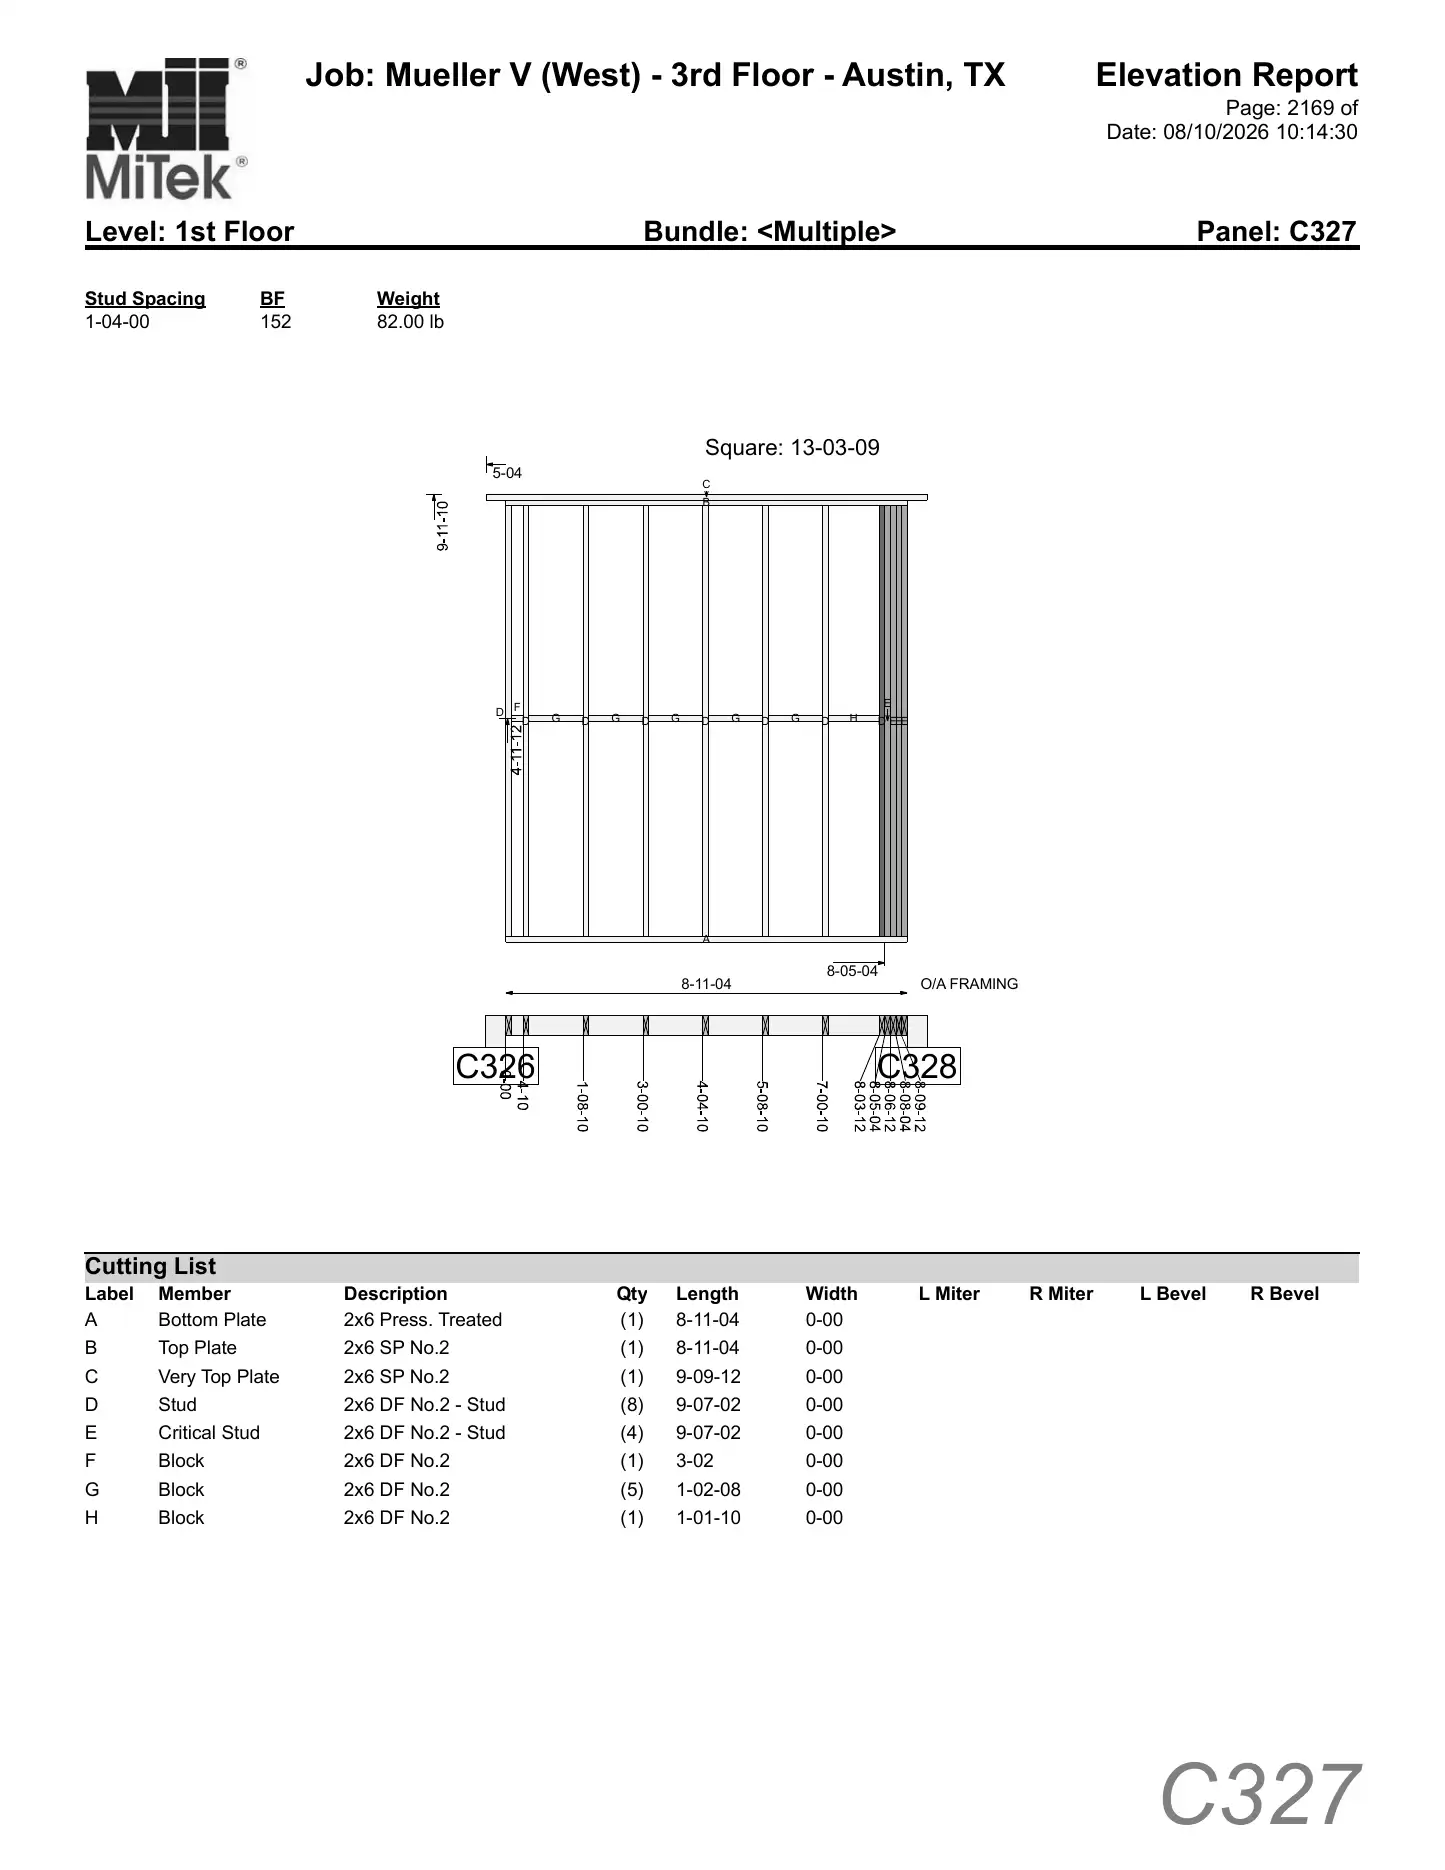 Job: Mueller V (West) - 3rd Floor - Austin, TX
Elevation Report
Page: 2169 of
Date: 08/10/2026 10:14:30
MiTek®
Level: 1st Floor Bundle: <Multiple> Panel: C327
Stud Spacing BF Weight
1-04-00 152 82.00 lb
Square: 13-03-09
5-04
C
B
9-11-10
D F G G G G G H E
D D D D D D D
4-11-12
A
8-05-04
8-11-04 O/A FRAMING
C326 C328
4-10 1-08-10 3-00-10 4-04-10 5-08-10 7-00-10 8-03-12 8-05-04 8-06-12 8-08-04 8-09-12
Cutting List
Label Member Description Qty Length Width L Miter R Miter L Bevel R Bevel
A Bottom Plate 2x6 Press. Treated (1) 8-11-04 0-00
B Top Plate 2x6 SP No.2 (1) 8-11-04 0-00
C Very Top Plate 2x6 SP No.2 (1) 9-09-12 0-00
D Stud 2x6 DF No.2 - Stud (8) 9-07-02 0-00
E Critical Stud 2x6 DF No.2 - Stud (4) 9-07-02 0-00
F Block 2x6 DF No.2 (1) 3-02 0-00
G Block 2x6 DF No.2 (5) 1-02-08 0-00
H Block 2x6 DF No.2 (1) 1-01-10 0-00
C327